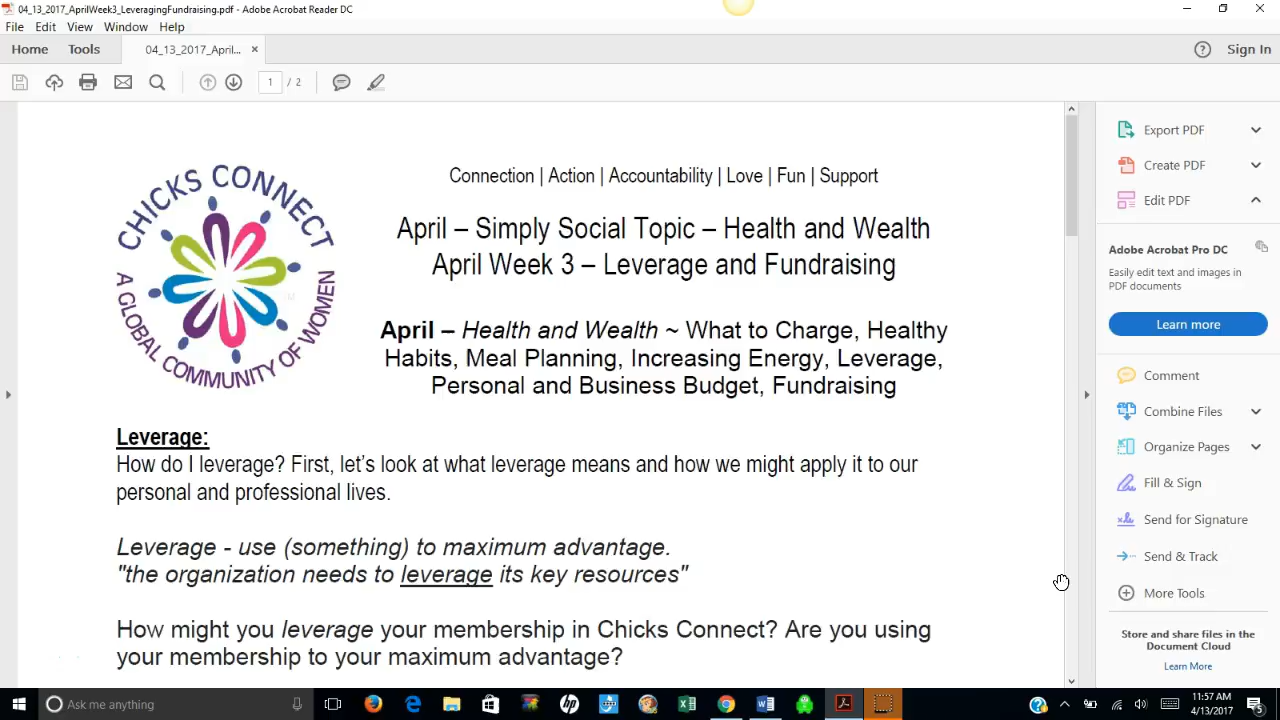 04_13_2017_AprilWeek3_LeveragingFundraising.pdf - Adobe Acrobat Reader DC
File Edit View Window Help
Home Tools 04_13_2017_April... × Sign In
1 / 2
CHICKS CONNECT
A GLOBAL COMMUNITY OF WOMEN
Connection | Action | Accountability | Love | Fun | Support
April – Simply Social Topic – Health and Wealth
April Week 3 – Leverage and Fundraising
April – Health and Wealth ~ What to Charge, Healthy
Habits, Meal Planning, Increasing Energy, Leverage,
Personal and Business Budget, Fundraising
Leverage:
How do I leverage? First, let's look at what leverage means and how we might apply it to our
personal and professional lives.
Leverage - use (something) to maximum advantage.
"the organization needs to leverage its key resources"
How might you leverage your membership in Chicks Connect? Are you using
your membership to your maximum advantage?
Export PDF
Create PDF
Edit PDF
Adobe Acrobat Pro DC
Easily edit text and images in
PDF documents
Learn more
Comment
Combine Files
Organize Pages
Fill & Sign
Send for Signature
Send & Track
More Tools
Store and share files in the
Document Cloud
Learn More
Ask me anything
11:57 AM
4/13/2017